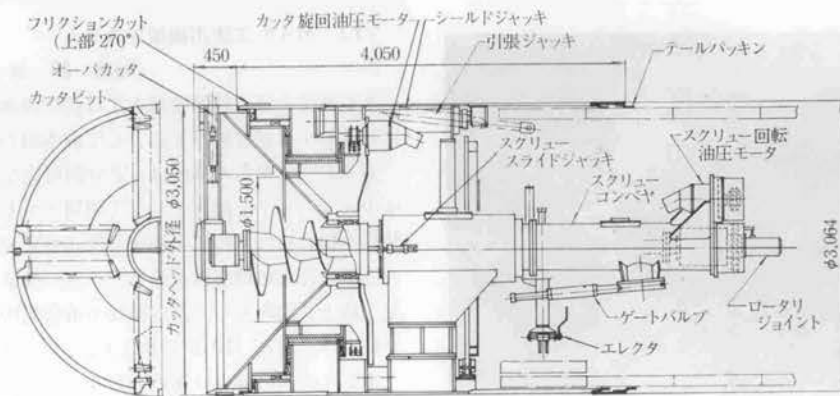 フリクションカット
(上部270°)
450
カッタ旋回油圧モータ
シールドジャッキ
4,050
引張ジャッキ
テールパッキン
オーバカッタ
カッタビット
スクリュー
スライドジャッキ
スクリュー回転
油圧モータ
スクリュー
コンベヤ
カッタヘッド外径 φ3,050
φ1,500
φ3,064
ゲートバルブ
ロータリ
ジョイント
エレクタ